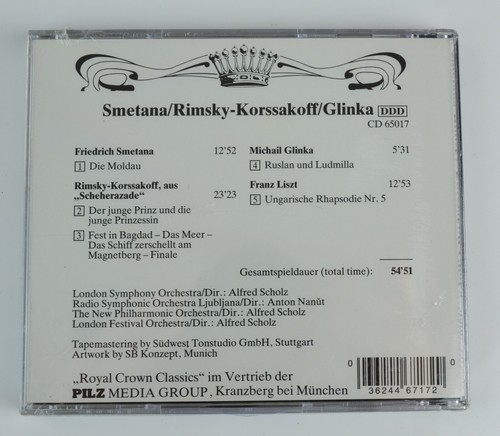 Smetana/Rimsky-Korssakoff/Glinka DDD
CD 65017
Friedrich Smetana 12'52
1 Die Moldau
Rimsky-Korssakoff, aus
„Scheherazade“ 23'23
2 Der junge Prinz und die
junge Prinzessin
3 Fest in Bagdad – Das Meer –
Das Schiff zerschellt am
Magnetberg – Finale
Michail Glinka 5'31
4 Ruslan und Ludmilla
Franz Liszt 12'53
5 Ungarische Rhapsodie Nr. 5
Gesamtspieldauer (total time): 54'51
London Symphony Orchestra/Dir.: Alfred Scholz
Radio Symphonic Orchestra Ljubljana/Dir.: Anton Nanŭt
The New Philharmonic Orchestra/Dir.: Alfred Scholz
London Festival Orchestra/Dir.: Alfred Scholz
Tapemastering by Südwest Tonstudio GmbH, Stuttgart
Artwork by SB Konzept, Munich
„Royal Crown Classics“ im Vertrieb der
PILZ MEDIA GROUP, Kranzberg bei München
0 36244 67172 0